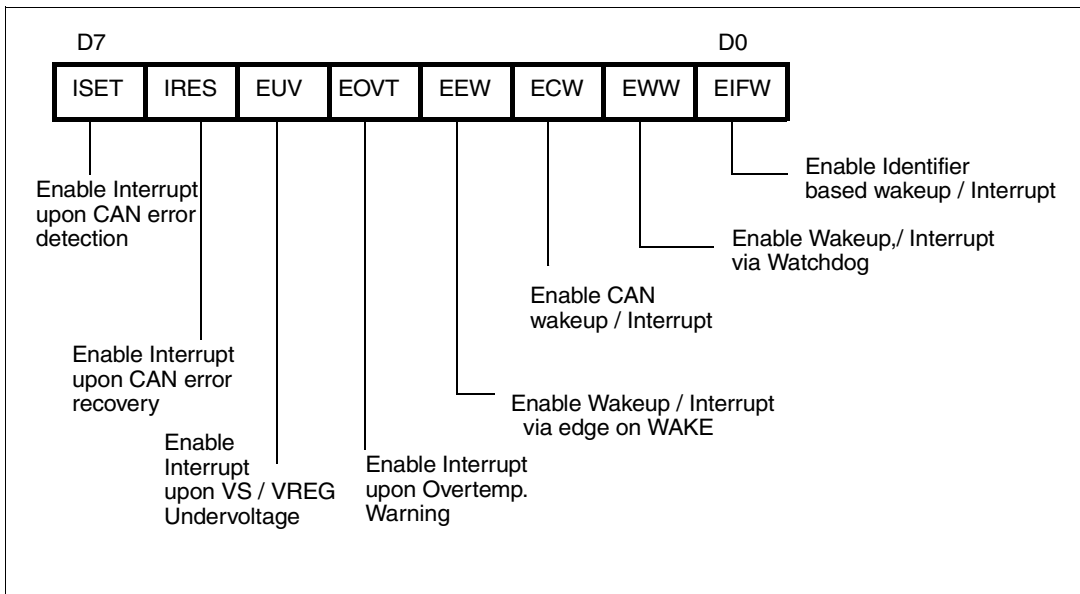 D7 D0
ISET IRES EUV EOVT EEW ECW EWW EIFW
Enable Identifier
based wakeup / Interrupt
Enable Interrupt
upon CAN error
detection
Enable Wakeup,/ Interrupt
via Watchdog
Enable CAN
wakeup / Interrupt
Enable Interrupt
upon CAN error
recovery
Enable Wakeup / Interrupt
via edge on WAKE
Enable
Interrupt
upon VS / VREG
Undervoltage
Enable Interrupt
upon Overtemp.
Warning